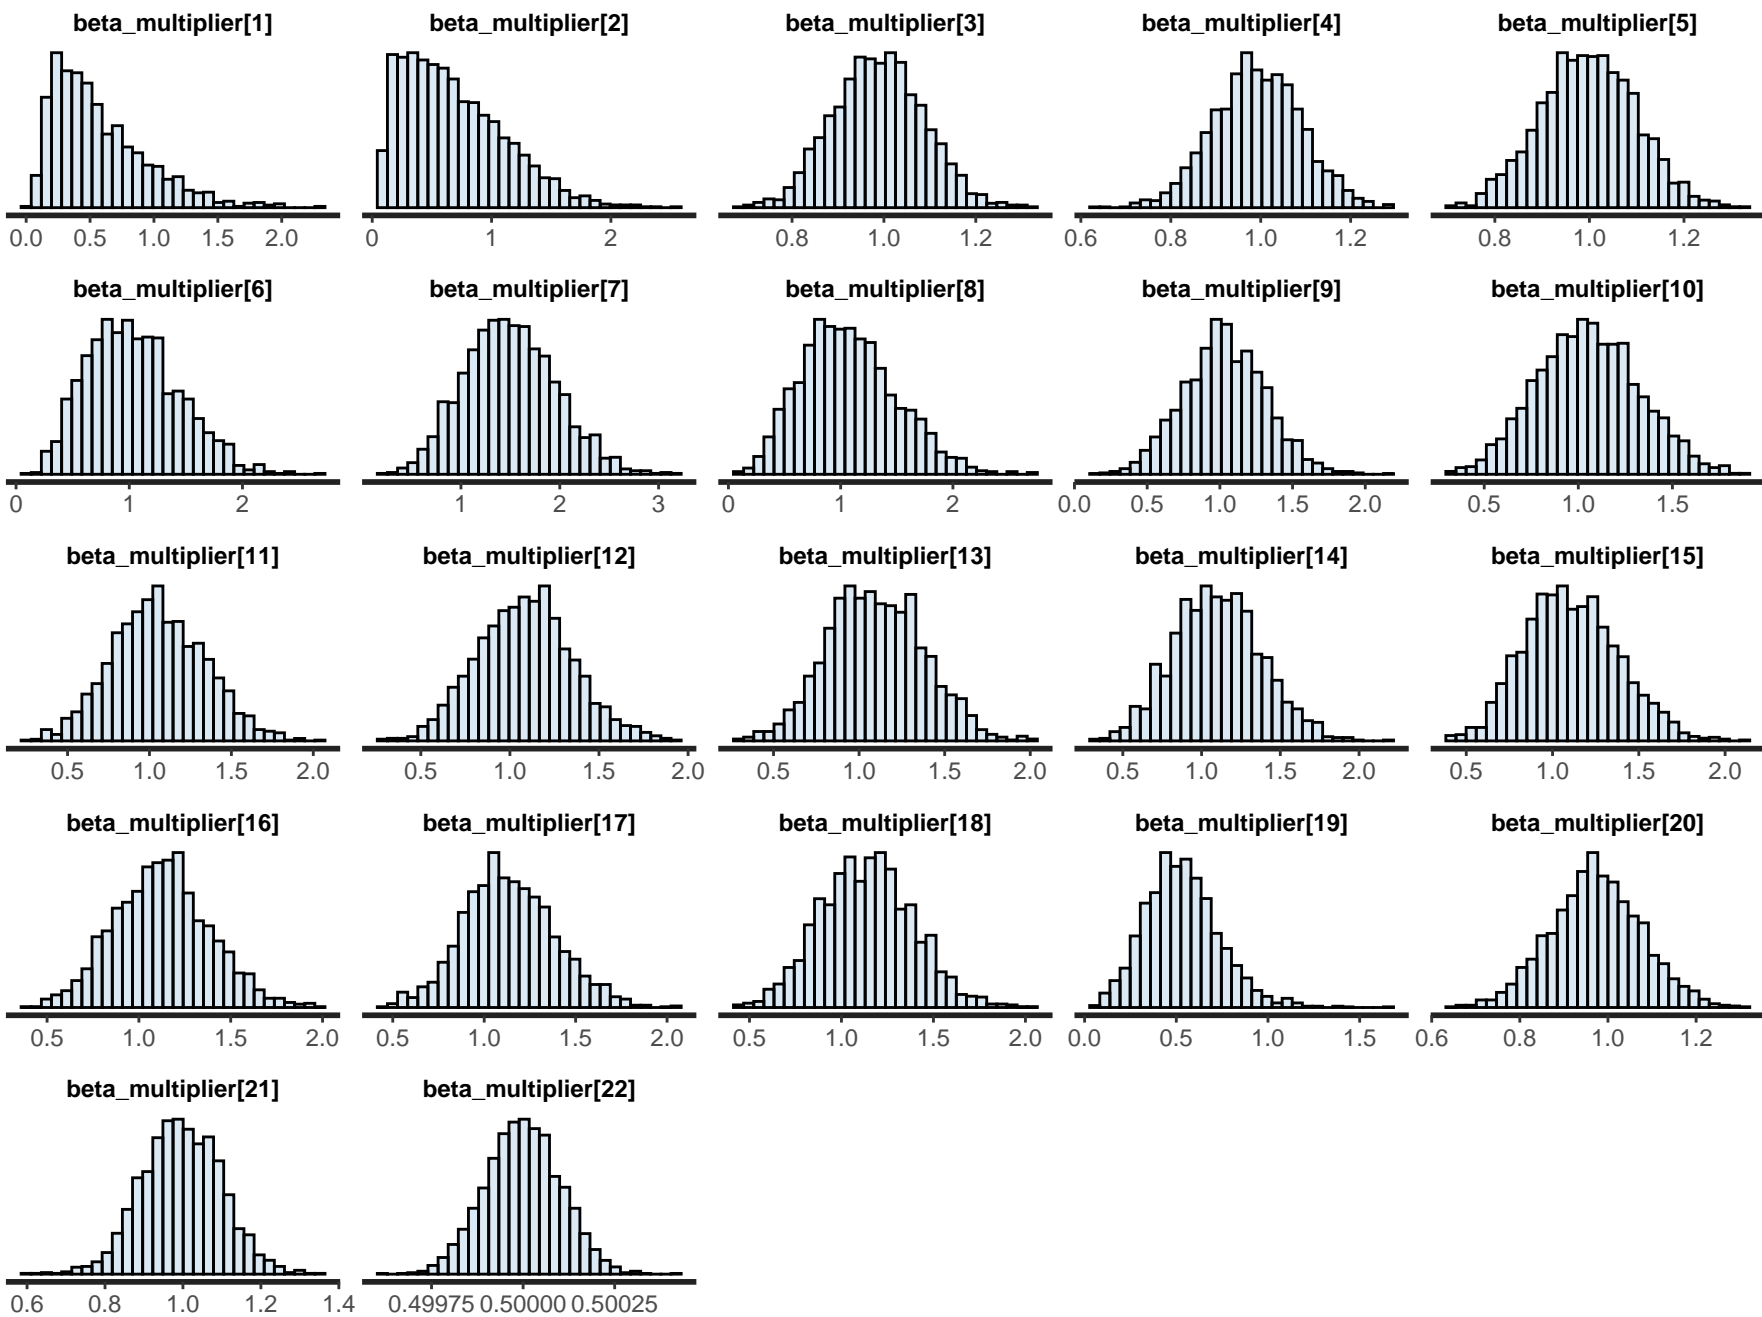 beta_multiplier[1] beta_multiplier[2] beta_multiplier[3] beta_multiplier[4] beta_multiplier[5]
0.0 0.5 1.0 1.5 2.0 0 1 2 0.8 1.0 1.2 0.6 0.8 1.0 1.2 0.8 1.0 1.2
beta_multiplier[6] beta_multiplier[7] beta_multiplier[8] beta_multiplier[9] beta_multiplier[10]
0 1 2 1 2 3 0 1 2 0.0 0.5 1.0 1.5 2.0 0.5 1.0 1.5
beta_multiplier[11] beta_multiplier[12] beta_multiplier[13] beta_multiplier[14] beta_multiplier[15]
0.5 1.0 1.5 2.0 0.5 1.0 1.5 2.0 0.5 1.0 1.5 2.0 0.5 1.0 1.5 2.0 0.5 1.0 1.5 2.0
beta_multiplier[16] beta_multiplier[17] beta_multiplier[18] beta_multiplier[19] beta_multiplier[20]
0.5 1.0 1.5 2.0 0.5 1.0 1.5 2.0 0.5 1.0 1.5 2.0 0.0 0.5 1.0 1.5 0.6 0.8 1.0 1.2
beta_multiplier[21] beta_multiplier[22]
0.6 0.8 1.0 1.2 1.4 0.49975 0.50000 0.50025